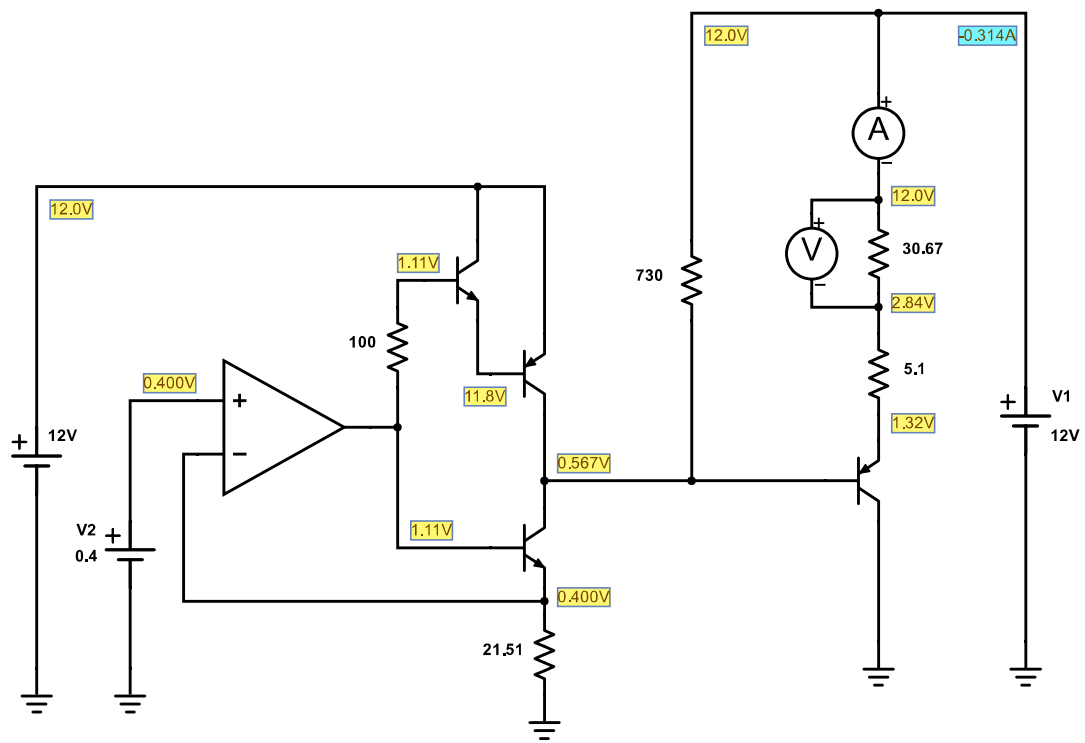 12.0V
-0.314A
+
A
−
12.0V
12.0V
+
V
−
30.67
1.11V
730
2.84V
100
5.1
0.400V
11.8V
+
−
+
12V
1.32V
+
V1
12V
0.567V
V2
+
0.4
1.11V
0.400V
21.51